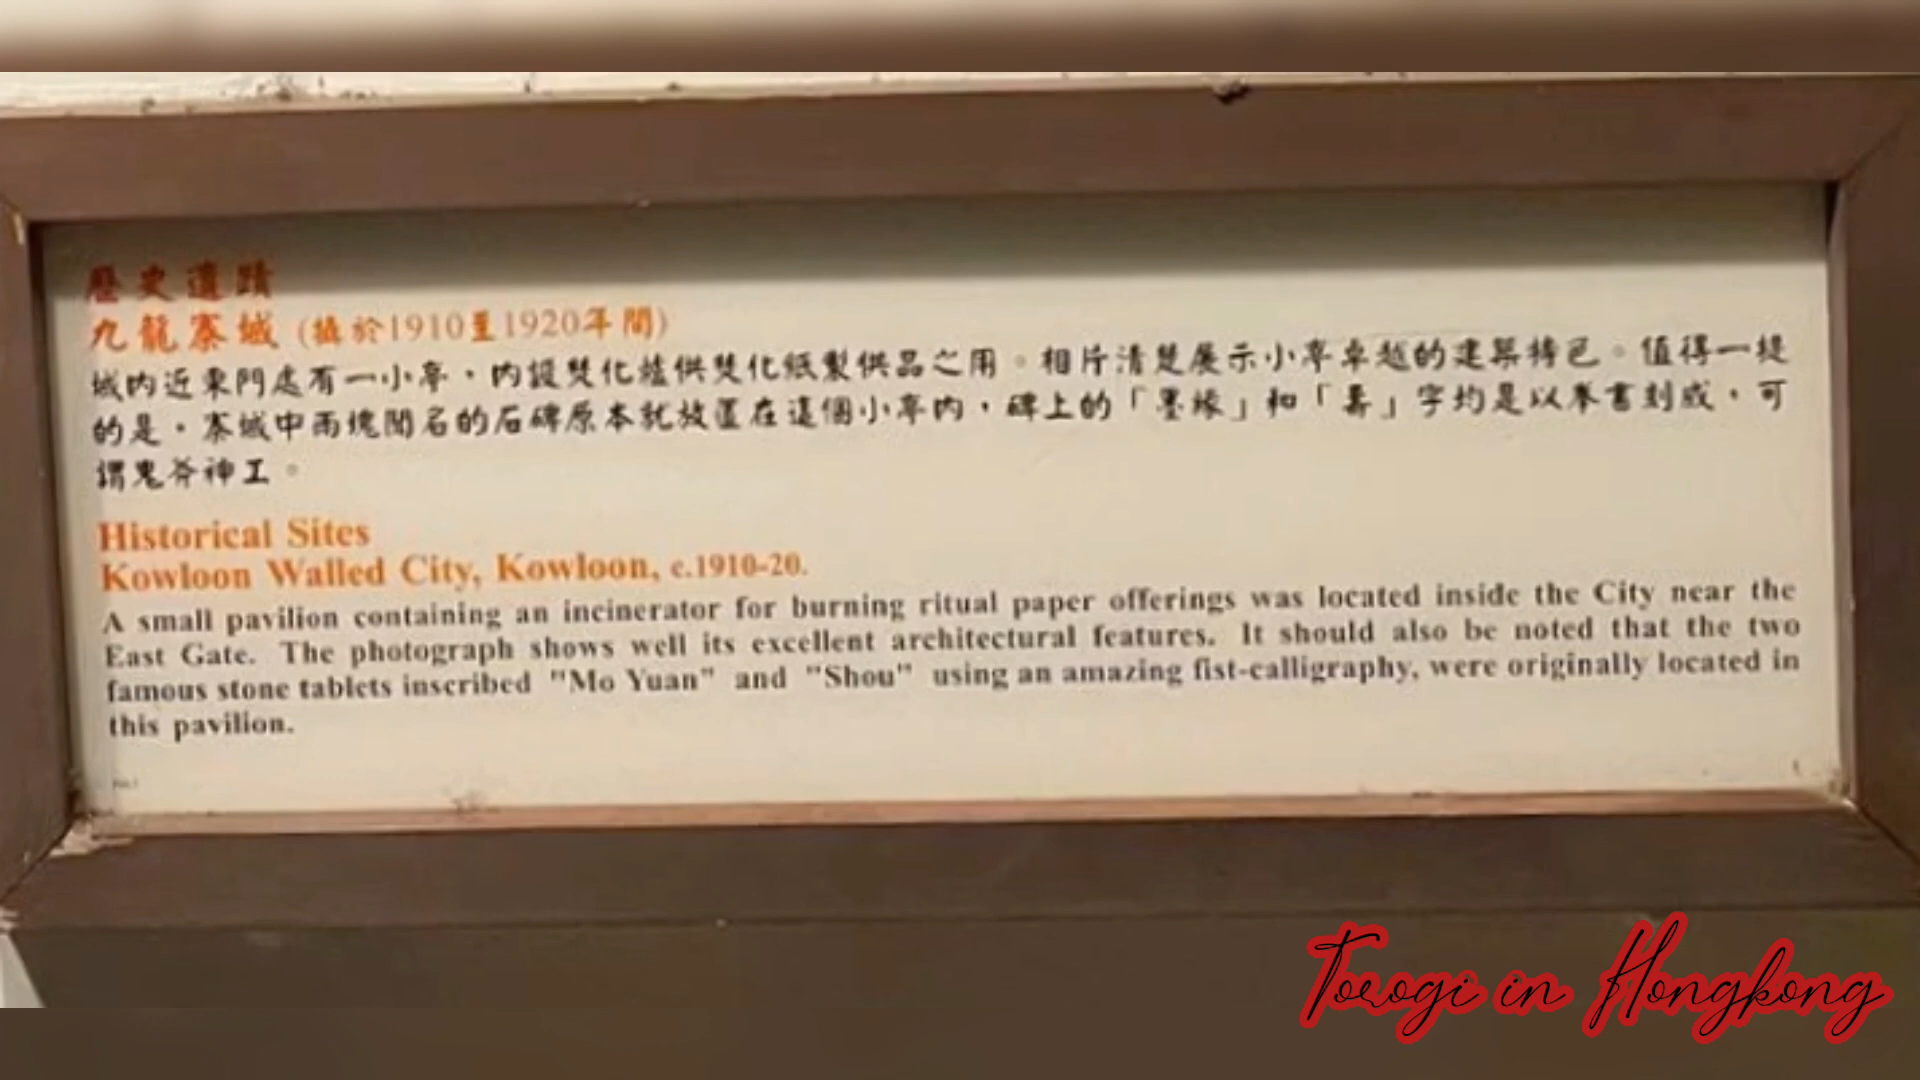 歷史遺蹟
九龍寨城 (攝於1910至1920年間)
城內近東門處有一小亭，內設焚化爐供焚化紙製供品之用。相片清楚展示小亭卓越的建築特色。值得一提
的是，寨城中兩塊聞名的石碑原本就放置在這個小亭內，碑上的「墨緣」和「壽」字均是以拳書刻成，可
謂鬼斧神工。
Historical Sites
Kowloon Walled City, Kowloon, c.1910-20.
A small pavilion containing an incinerator for burning ritual paper offerings was located inside the City near the
East Gate. The photograph shows well its excellent architectural features. It should also be noted that the two
famous stone tablets inscribed "Mo Yuan" and "Shou" using an amazing fist-calligraphy, were originally located in
this pavilion.
Torogi in Hongkong